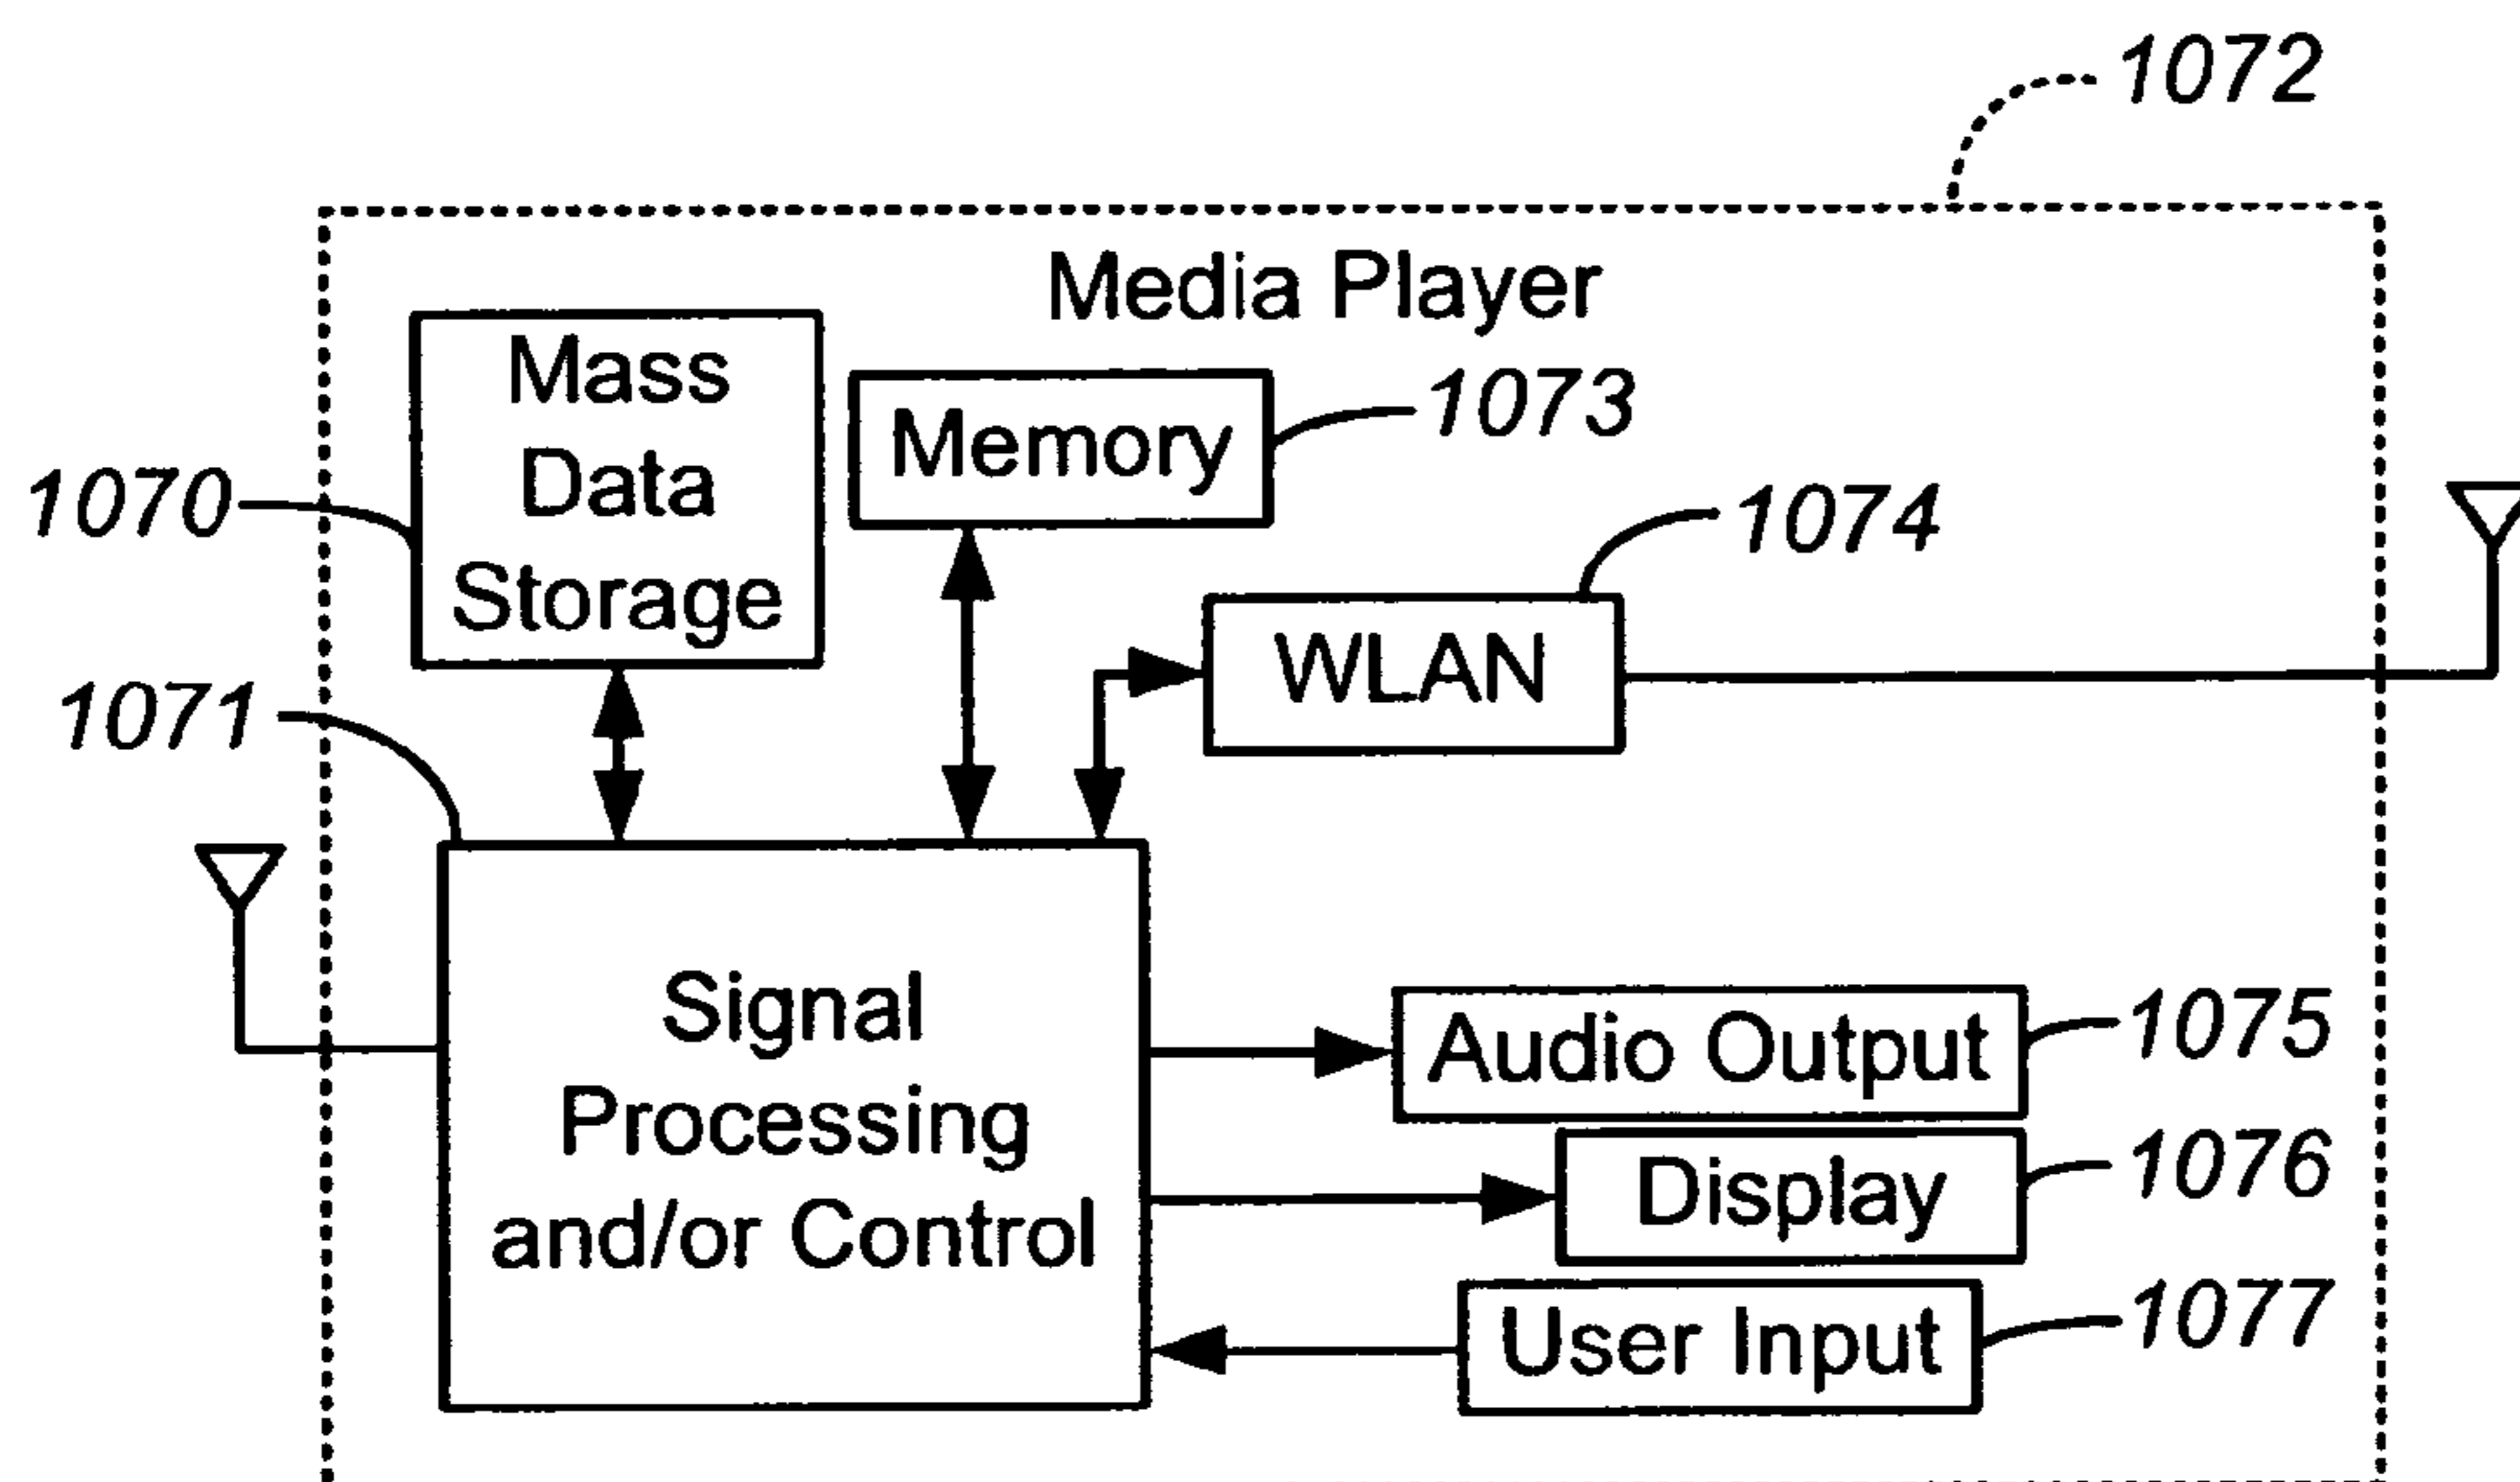 1072
Media Player
Mass
Data
Storage
Memory
1073
1070
1074
WLAN
1071
Signal
Processing
and/or Control
Audio Output
1075
Display
1076
User Input
1077